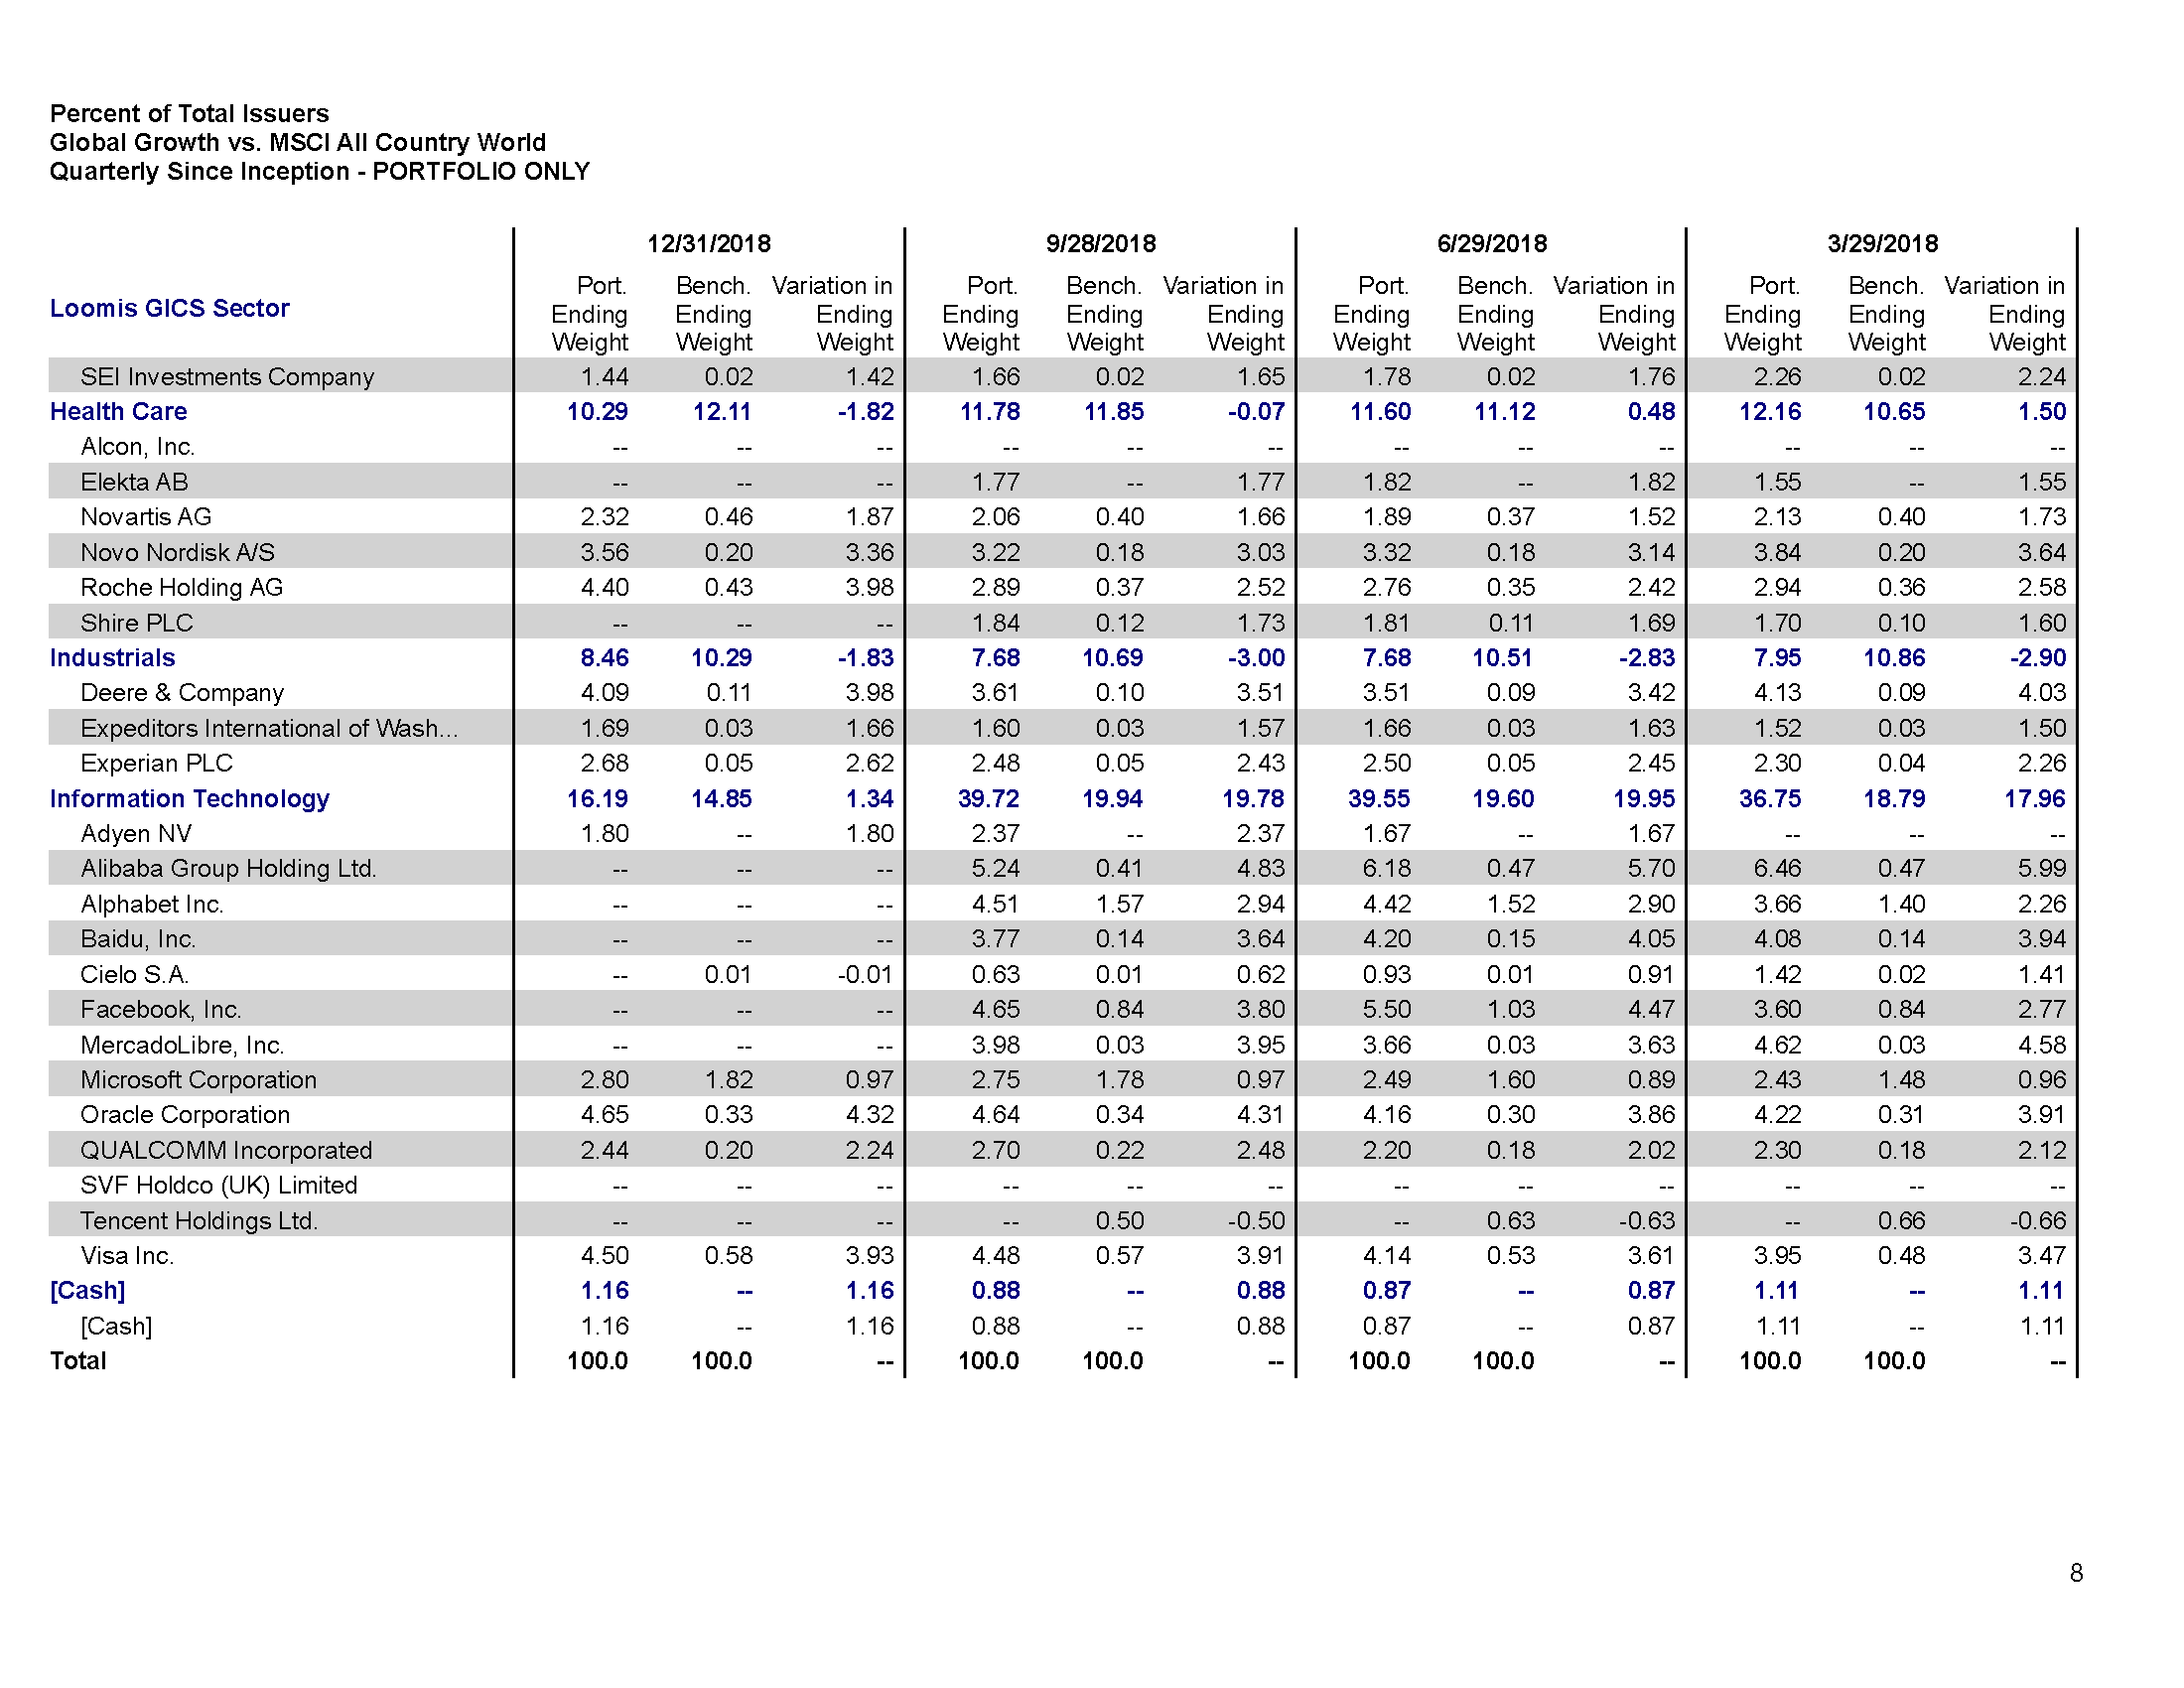 Percent of Total Issuers
Global Growth vs. MSCI All Country World
Quarterly Since Inception - PORTFOLIO ONLY
12/31/2018 9/28/2018 6/29/2018 3/29/2018
Loomis GICS Sector
Port. Bench. Variation in Port. Bench. Variation in Port. Bench. Variation in Port. Bench. Variation in
Ending Ending Ending Ending Ending Ending Ending Ending Ending Ending Ending Ending
Weight Weight Weight Weight Weight Weight Weight Weight Weight Weight Weight Weight
SEI Investments Company 1.44 0.02 1.42 1.66 0.02 1.65 1.78 0.02 1.76 2.26 0.02 2.24
Health Care 10.29 12.11 -1.82 11.78 11.85 -0.07 11.60 11.12 0.48 12.16 10.65 1.50
Alcon, Inc. -- -- -- -- -- -- -- -- -- -- -- --
Elekta AB -- -- -- 1.77 -- 1.77 1.82 -- 1.82 1.55 -- 1.55
Novartis AG 2.32 0.46 1.87 2.06 0.40 1.66 1.89 0.37 1.52 2.13 0.40 1.73
Novo Nordisk A/S 3.56 0.20 3.36 3.22 0.18 3.03 3.32 0.18 3.14 3.84 0.20 3.64
Roche Holding AG 4.40 0.43 3.98 2.89 0.37 2.52 2.76 0.35 2.42 2.94 0.36 2.58
Shire PLC -- -- -- 1.84 0.12 1.73 1.81 0.11 1.69 1.70 0.10 1.60
Industrials 8.46 10.29 -1.83 7.68 10.69 -3.00 7.68 10.51 -2.83 7.95 10.86 -2.90
Deere & Company 4.09 0.11 3.98 3.61 0.10 3.51 3.51 0.09 3.42 4.13 0.09 4.03
Expeditors International of Wash... 1.69 0.03 1.66 1.60 0.03 1.57 1.66 0.03 1.63 1.52 0.03 1.50
Experian PLC 2.68 0.05 2.62 2.48 0.05 2.43 2.50 0.05 2.45 2.30 0.04 2.26
Information Technology 16.19 14.85 1.34 39.72 19.94 19.78 39.55 19.60 19.95 36.75 18.79 17.96
Adyen NV 1.80 -- 1.80 2.37 -- 2.37 1.67 -- 1.67 -- -- --
Alibaba Group Holding Ltd. -- -- -- 5.24 0.41 4.83 6.18 0.47 5.70 6.46 0.47 5.99
Alphabet Inc. -- -- -- 4.51 1.57 2.94 4.42 1.52 2.90 3.66 1.40 2.26
Baidu, Inc. -- -- -- 3.77 0.14 3.64 4.20 0.15 4.05 4.08 0.14 3.94
Cielo S.A. -- 0.01 -0.01 0.63 0.01 0.62 0.93 0.01 0.91 1.42 0.02 1.41
Facebook, Inc. -- -- -- 4.65 0.84 3.80 5.50 1.03 4.47 3.60 0.84 2.77
MercadoLibre, Inc. -- -- -- 3.98 0.03 3.95 3.66 0.03 3.63 4.62 0.03 4.58
Microsoft Corporation 2.80 1.82 0.97 2.75 1.78 0.97 2.49 1.60 0.89 2.43 1.48 0.96
Oracle Corporation 4.65 0.33 4.32 4.64 0.34 4.31 4.16 0.30 3.86 4.22 0.31 3.91
QUALCOMM Incorporated 2.44 0.20 2.24 2.70 0.22 2.48 2.20 0.18 2.02 2.30 0.18 2.12
SVF Holdco (UK) Limited -- -- -- -- -- -- -- -- -- -- -- --
Tencent Holdings Ltd. -- -- -- -- 0.50 -0.50 -- 0.63 -0.63 -- 0.66 -0.66
Visa Inc. 4.50 0.58 3.93 4.48 0.57 3.91 4.14 0.53 3.61 3.95 0.48 3.47
[Cash] 1.16 -- 1.16 0.88 -- 0.88 0.87 -- 0.87 1.11 -- 1.11
[Cash] 1.16 -- 1.16 0.88 -- 0.88 0.87 -- 0.87 1.11 -- 1.11
Total 100.0 100.0 -- 100.0 100.0 -- 100.0 100.0 -- 100.0 100.0 --
8